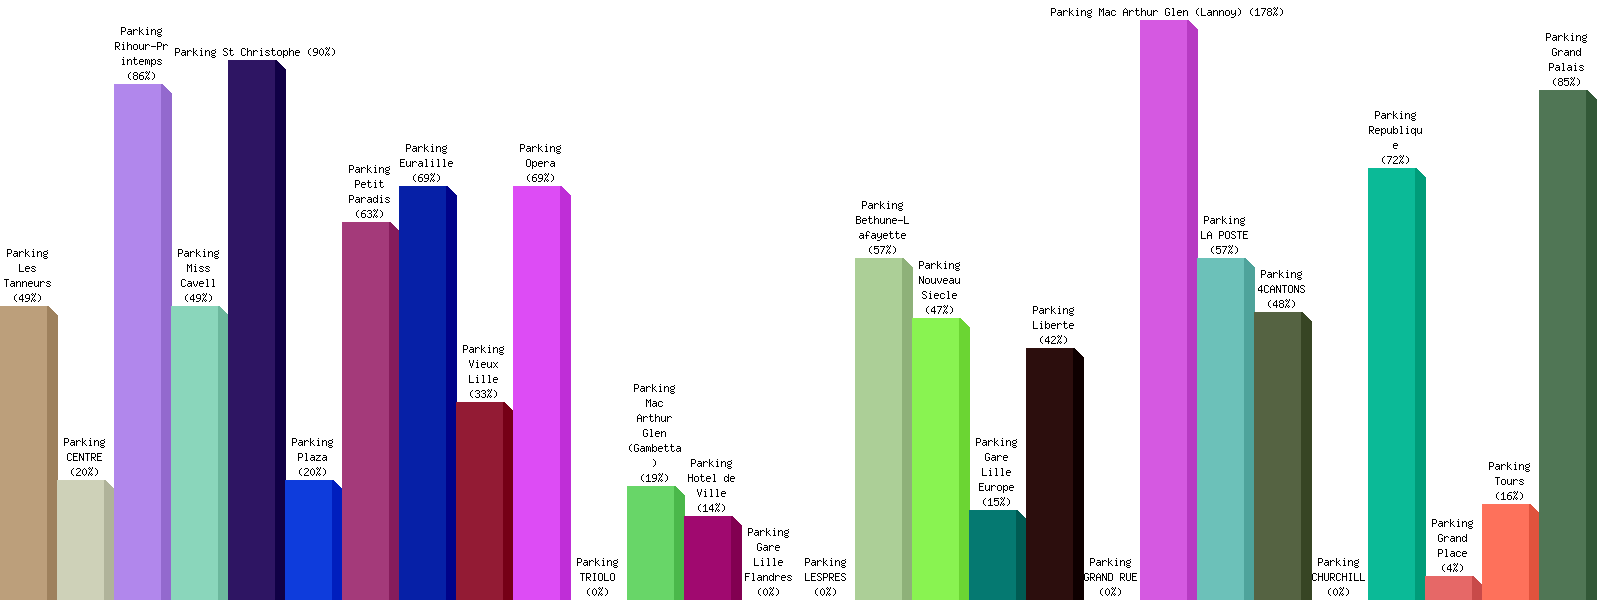 Parking
Les
Tanneurs
(49%)
Parking
CENTRE
(20%)
Parking
Rihour-Pr
intemps
(86%)
Parking
Miss
Cavell
(49%)
Parking St Christophe (90%)
Parking
Plaza
(20%)
Parking
Petit
Paradis
(63%)
Parking
Euralille
(69%)
Parking
Vieux
Lille
(33%)
Parking
Opera
(69%)
Parking
TRIOLO
(0%)
Parking
Mac
Arthur
Glen
(Gambetta
)
(19%)
Parking
Hotel de
Ville
(14%)
Parking
Gare
Lille
Flandres
(0%)
Parking
LESPRES
(0%)
Parking
Bethune-L
afayette
(57%)
Parking
Nouveau
Siecle
(47%)
Parking
Gare
Lille
Europe
(15%)
Parking
Liberte
(42%)
Parking
GRAND RUE
(0%)
Parking Mac Arthur Glen (Lannoy) (178%)
Parking
LA POSTE
(57%)
Parking
4CANTONS
(48%)
Parking
CHURCHILL
(0%)
Parking
Republiqu
e
(72%)
Parking
Grand
Place
(4%)
Parking
Tours
(16%)
Parking
Grand
Palais
(85%)